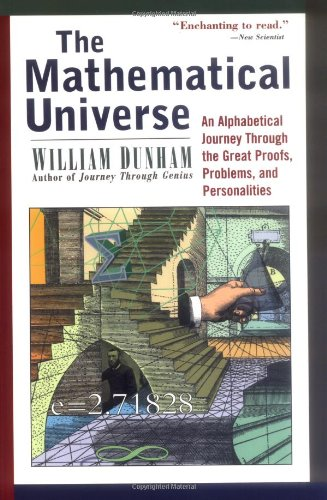 “Enchanting to read.”
—New Scientist
The
Mathematical
Universe
WILLIAM DUNHAM
Author of Journey Through Genius
An Alphabetical
Journey Through
the Great Proofs,
Problems, and
Personalities
Σ
B
e=2.71828
∞